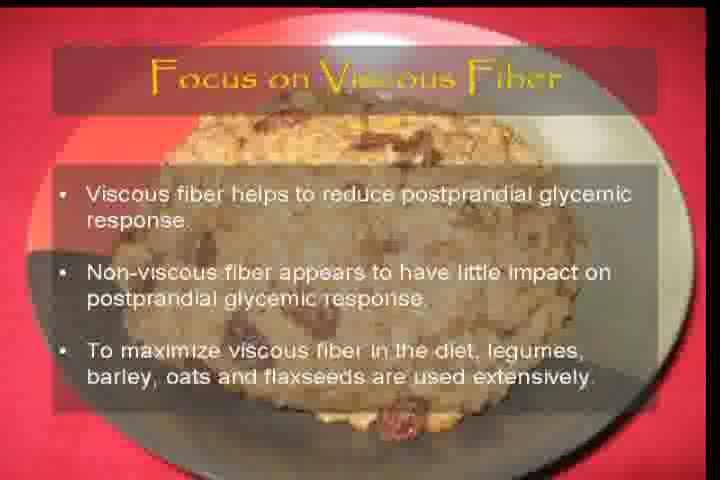 Focus on Viscous Fiber
• Viscous fiber helps to reduce postprandial glycemic
response.
• Non-viscous fiber appears to have little impact on
postprandial glycemic response.
• To maximize viscous fiber in the diet, legumes,
barley, oats and flaxseeds are used extensively.